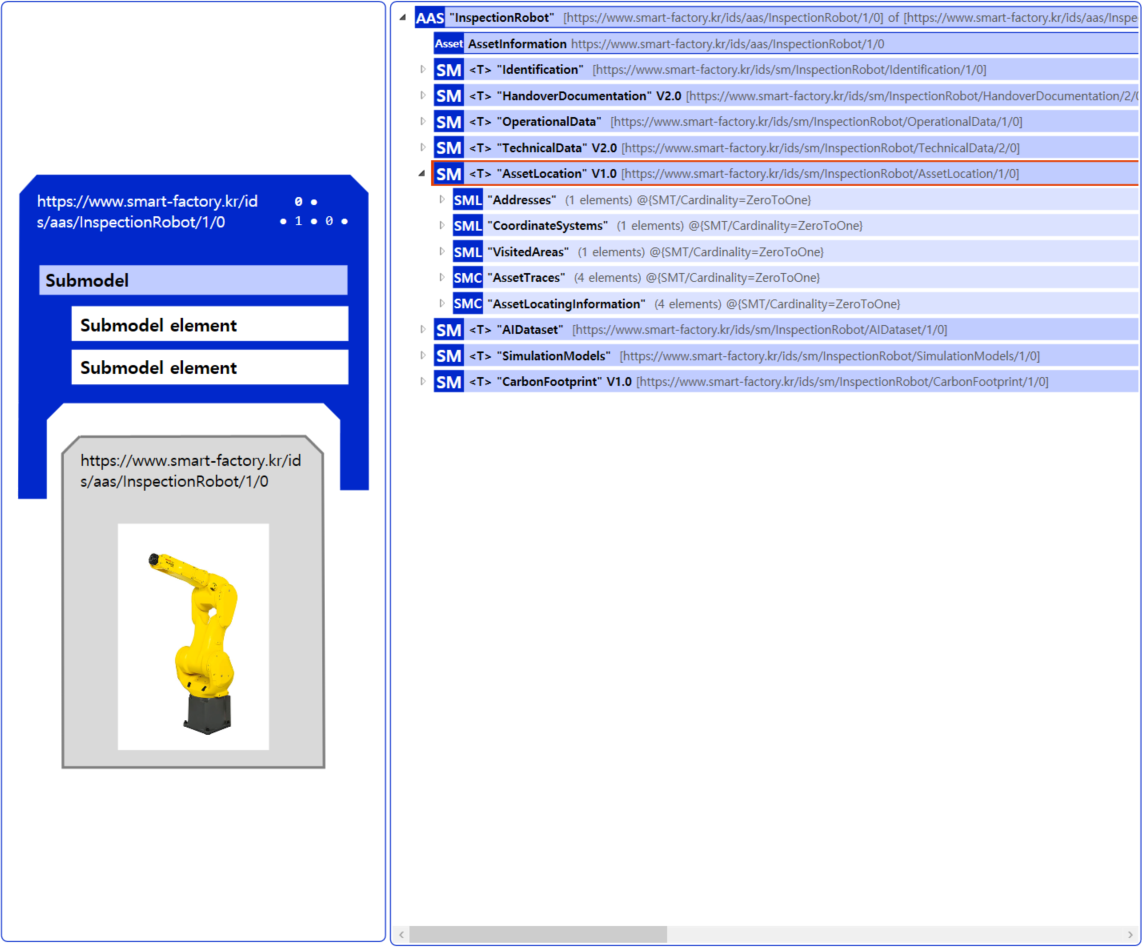 https://www.smart-factory.kr/id
s/aas/InspectionRobot/1/0
0 •
• 1 • 0 •
Submodel
Submodel element
Submodel element
https://www.smart-factory.kr/id
s/aas/InspectionRobot/1/0
AAS "InspectionRobot" [https://www.smart-factory.kr/ids/aas/InspectionRobot/1/0] of [https://www.smart-factory.kr/ids/aas/Inspe
Asset AssetInformation https://www.smart-factory.kr/ids/aas/InspectionRobot/1/0
SM <T> "Identification" [https://www.smart-factory.kr/ids/sm/InspectionRobot/Identification/1/0]
SM <T> "HandoverDocumentation" V2.0 [https://www.smart-factory.kr/ids/sm/InspectionRobot/HandoverDocumentation/2/0
SM <T> "OperationalData" [https://www.smart-factory.kr/ids/sm/InspectionRobot/OperationalData/1/0]
SM <T> "TechnicalData" V2.0 [https://www.smart-factory.kr/ids/sm/InspectionRobot/TechnicalData/2/0]
SM <T> "AssetLocation" V1.0 [https://www.smart-factory.kr/ids/sm/InspectionRobot/AssetLocation/1/0]
SML "Addresses" (1 elements) @{SMT/Cardinality=ZeroToOne}
SML "CoordinateSystems" (1 elements) @{SMT/Cardinality=ZeroToOne}
SML "VisitedAreas" (1 elements) @{SMT/Cardinality=ZeroToOne}
SMC "AssetTraces" (4 elements) @{SMT/Cardinality=ZeroToOne}
SMC "AssetLocatingInformation" (4 elements) @{SMT/Cardinality=ZeroToOne}
SM <T> "AIDataset" [https://www.smart-factory.kr/ids/sm/InspectionRobot/AIDataset/1/0]
SM <T> "SimulationModels" [https://www.smart-factory.kr/ids/sm/InspectionRobot/SimulationModels/1/0]
SM <T> "CarbonFootprint" V1.0 [https://www.smart-factory.kr/ids/sm/InspectionRobot/CarbonFootprint/1/0]